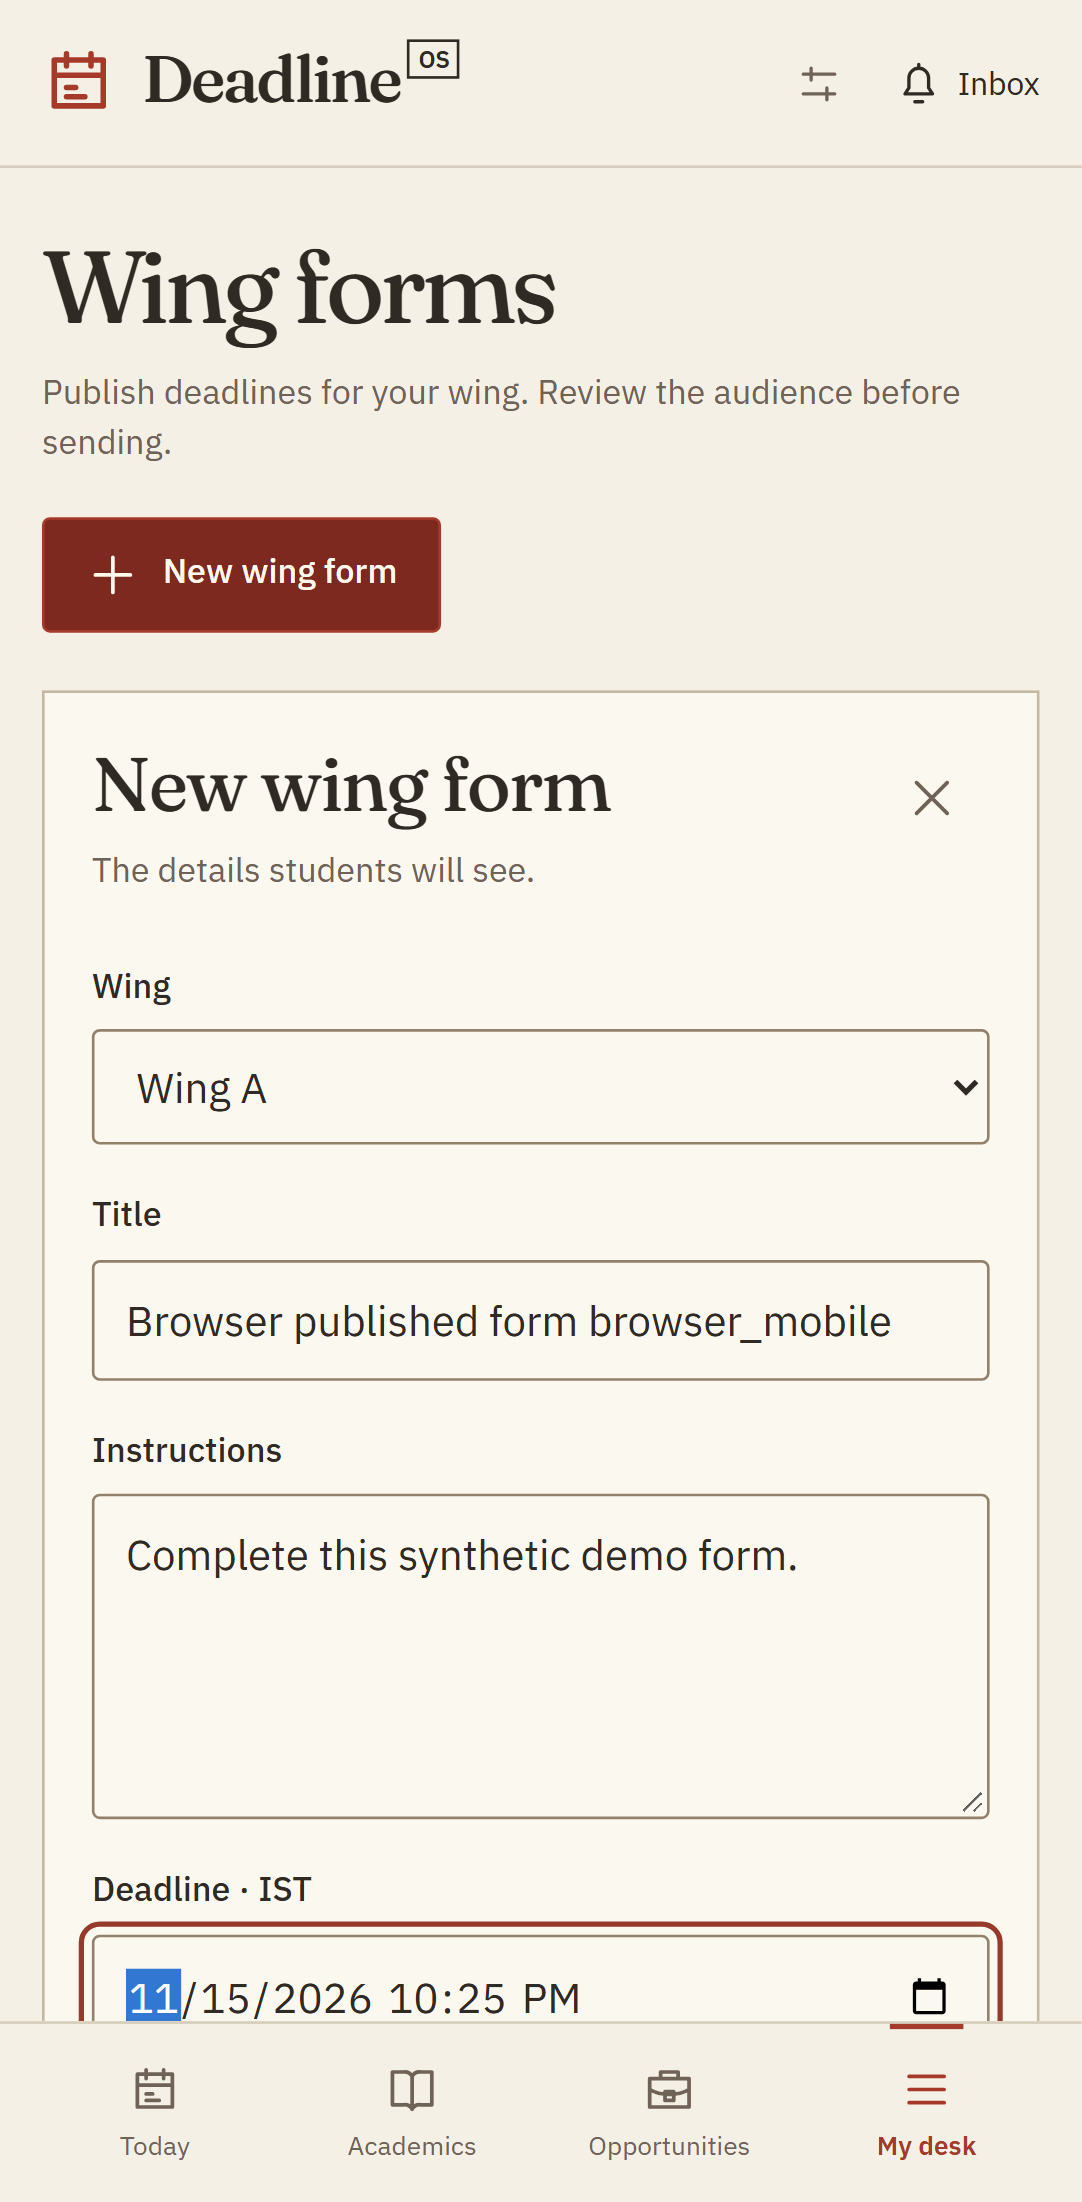 Deadline OS
Inbox
Wing forms
Publish deadlines for your wing. Review the audience before
sending.
New wing form
New wing form
The details students will see.
Wing
Wing A
Title
Browser published form browser_mobile
Instructions
Complete this synthetic demo form.
Deadline · IST
11/15/2026 10:25 PM
Today
Academics
Opportunities
My desk